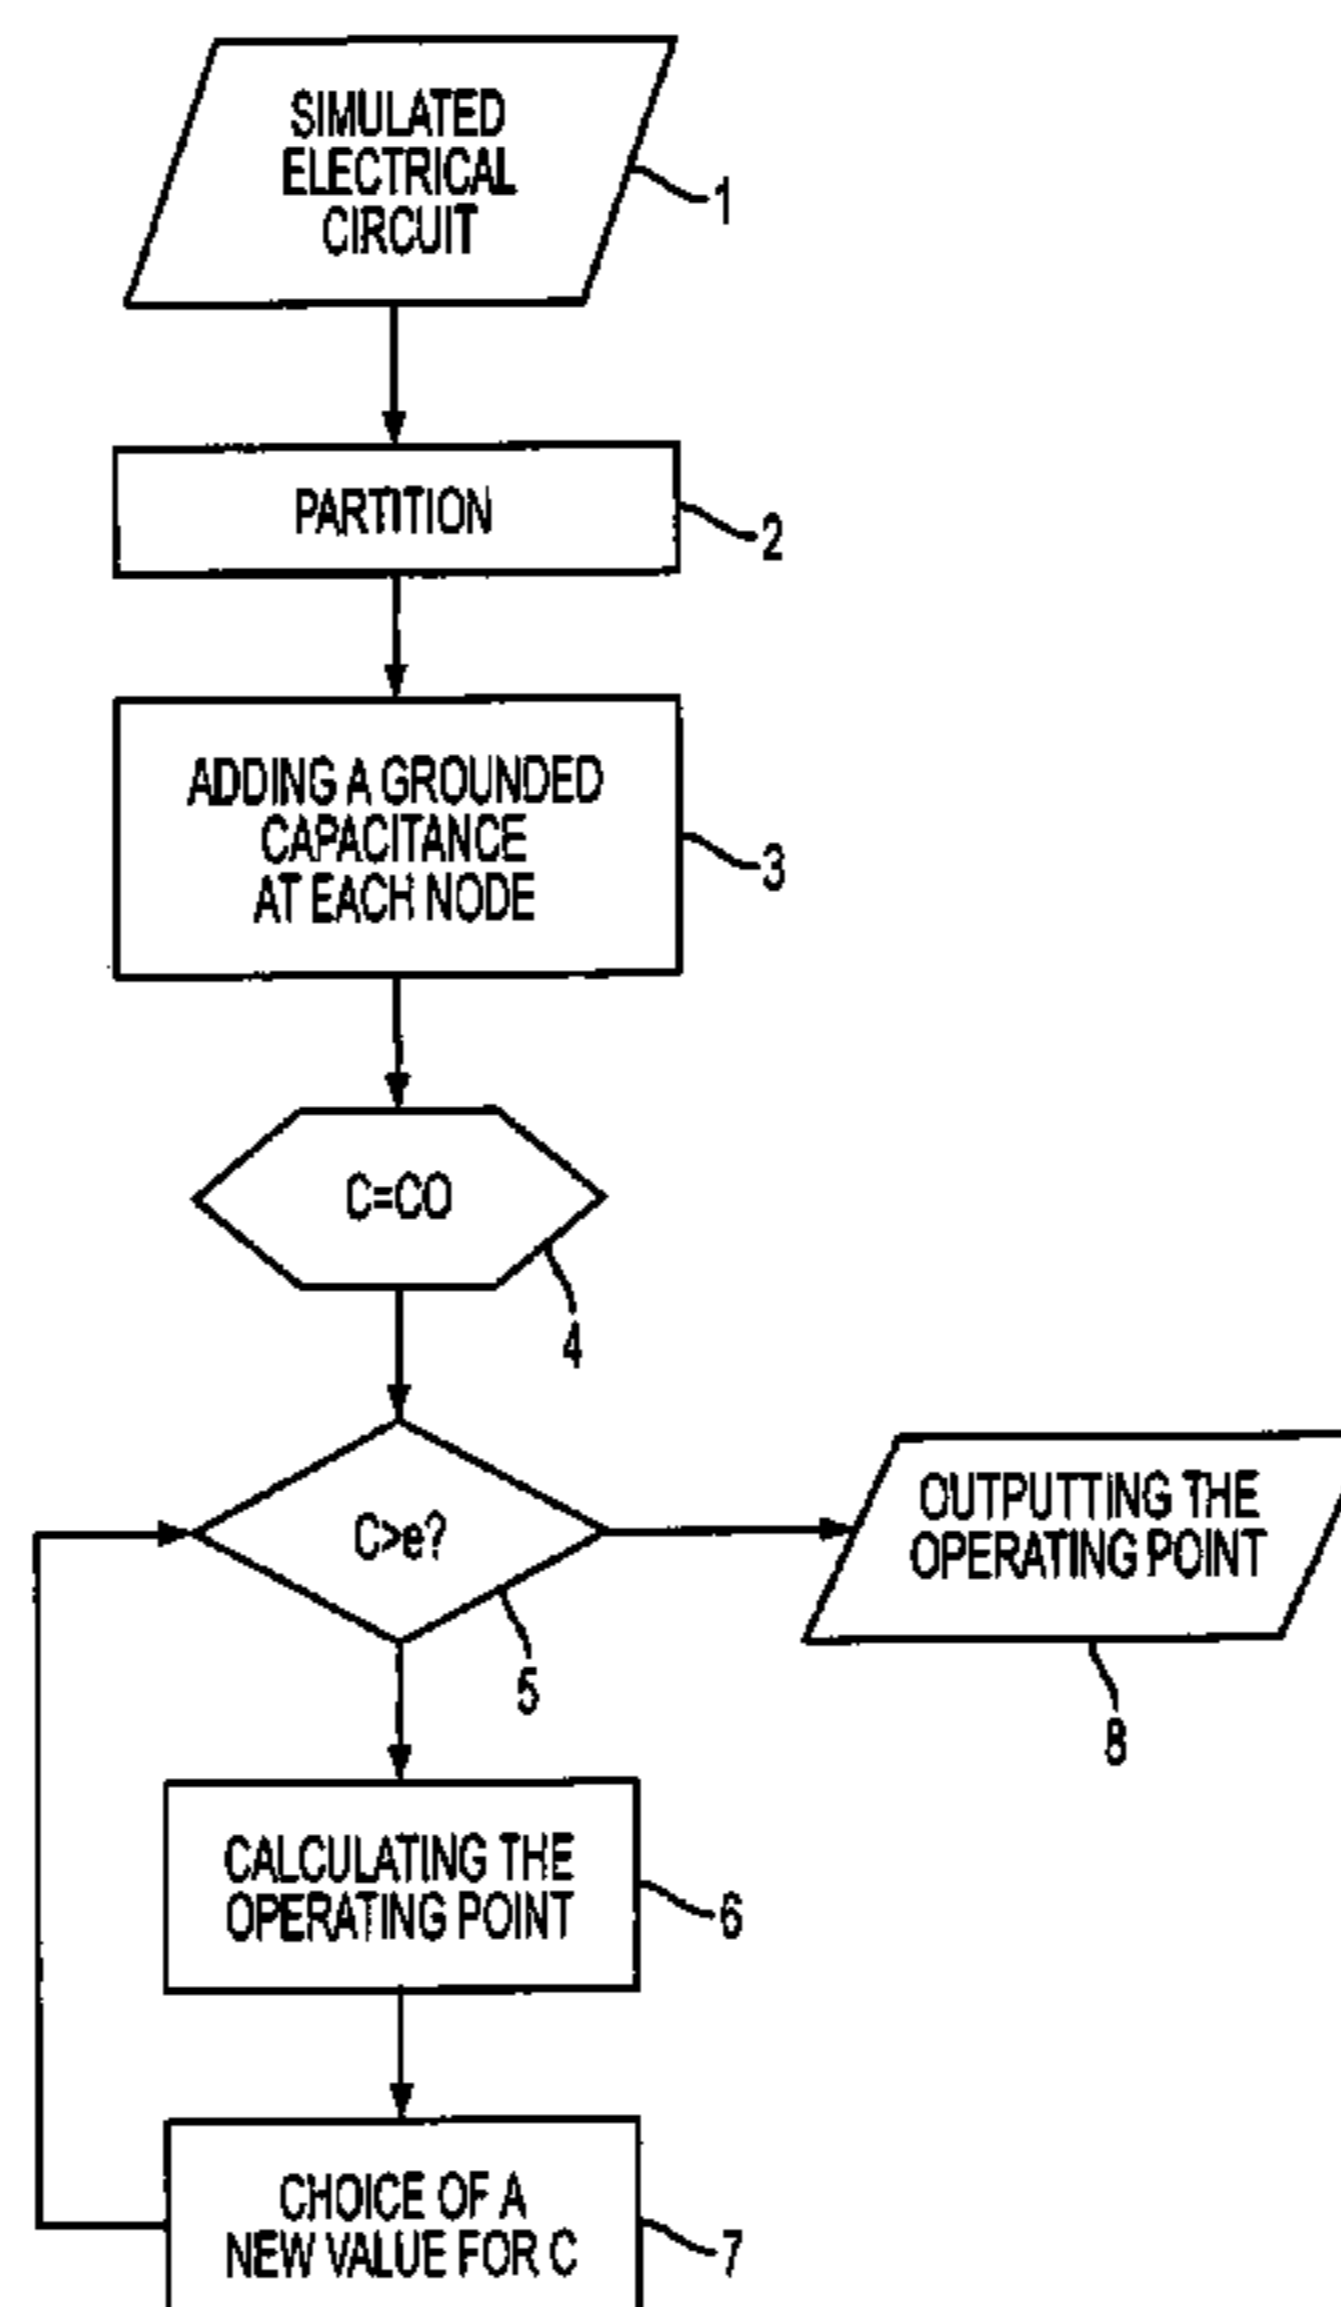 SIMULATED
ELECTRICAL
CIRCUIT
1
PARTITION
2
ADDING A GROUNDED
CAPACITANCE
AT EACH NODE
3
C=CO
4
C>e?
5
OUTPUTTING THE
OPERATING POINT
8
CALCULATING THE
OPERATING POINT
6
CHOICE OF A
NEW VALUE FOR C
7